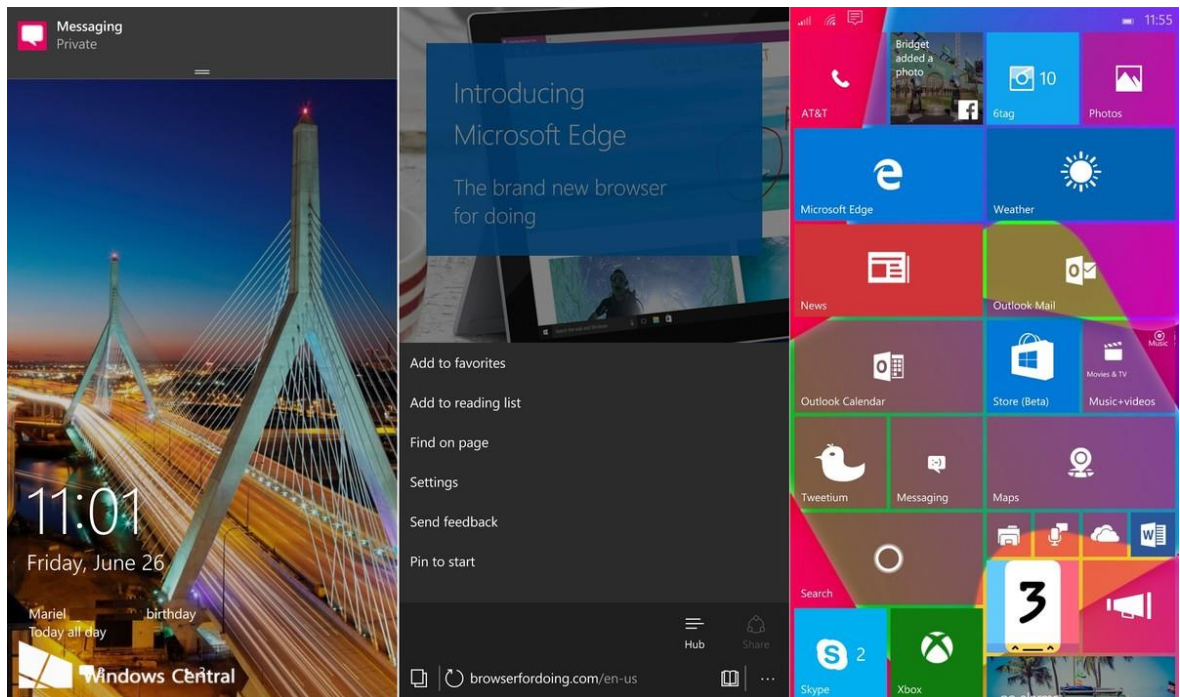 Messaging
Private
11:01
Friday, June 26
Mariel birthday
Today all day
Windows Central
Introducing
Microsoft Edge
The brand new browser
for doing
Add to favorites
Add to reading list
Find on page
Settings
Send feedback
Pin to start
Hub
Share
browserfordoing.com/en-us
11:55
Bridget
added a
photo
10
AT&T
6tag
Photos
Microsoft Edge
Weather
News
Outlook Mail
Music
Movies & TV
Outlook Calendar
Store (Beta)
Music+videos
Tweetium
Messaging
Maps
Search
3
2
Skype
Xbox